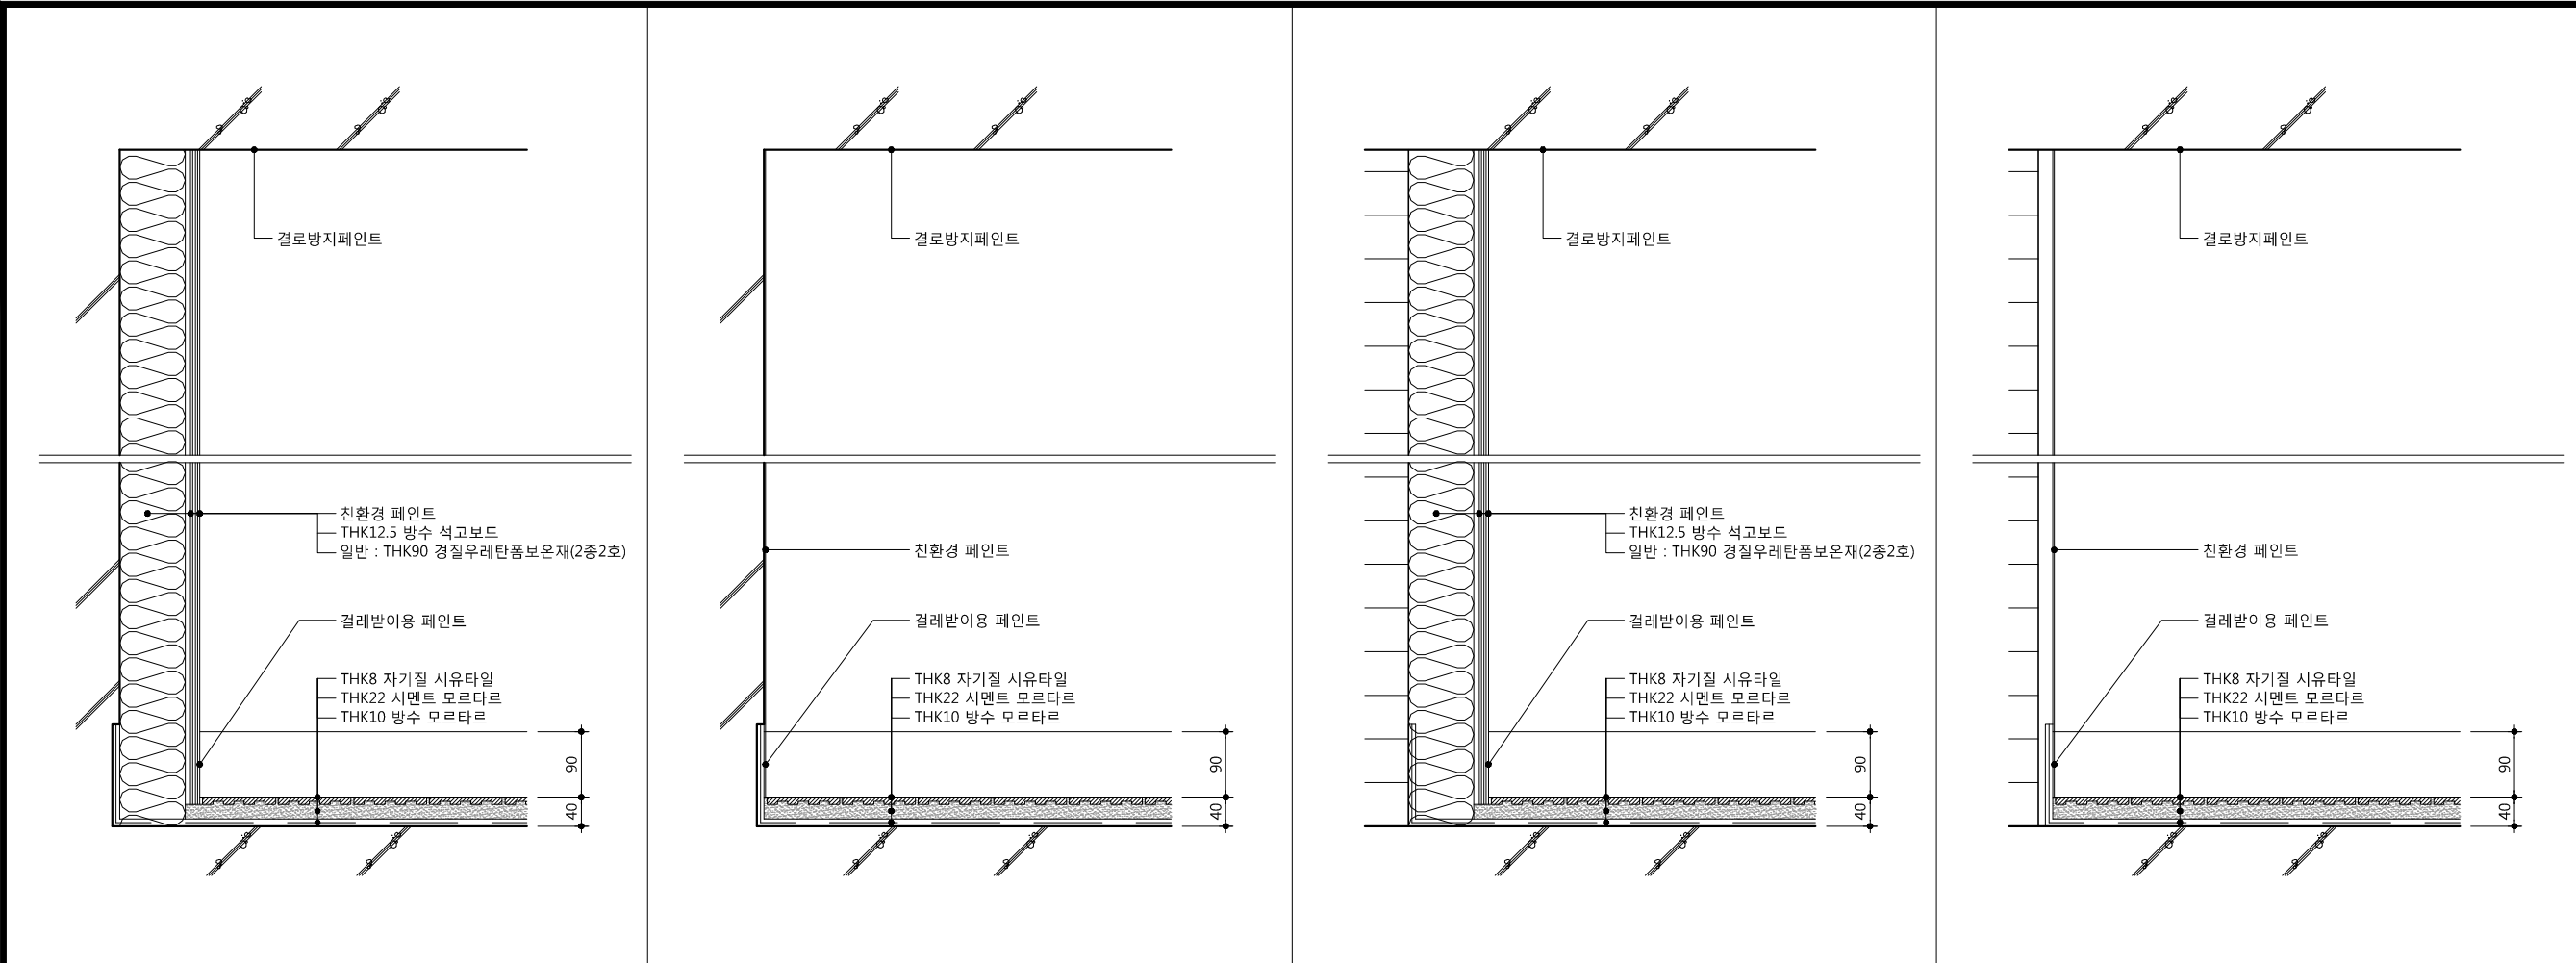 결로방지페인트
친환경 페인트
THK12.5 방수 석고보드
일반 : THK90 경질우레탄폼보온재(2종2호)
걸레받이용 페인트
THK8 자기질 시유타일
THK22 시멘트 모르타르
THK10 방수 모르타르
90
40
결로방지페인트
친환경 페인트
걸레받이용 페인트
THK8 자기질 시유타일
THK22 시멘트 모르타르
THK10 방수 모르타르
90
40
결로방지페인트
친환경 페인트
THK12.5 방수 석고보드
일반 : THK90 경질우레탄폼보온재(2종2호)
걸레받이용 페인트
THK8 자기질 시유타일
THK22 시멘트 모르타르
THK10 방수 모르타르
90
40
결로방지페인트
친환경 페인트
걸레받이용 페인트
THK8 자기질 시유타일
THK22 시멘트 모르타르
THK10 방수 모르타르
90
40